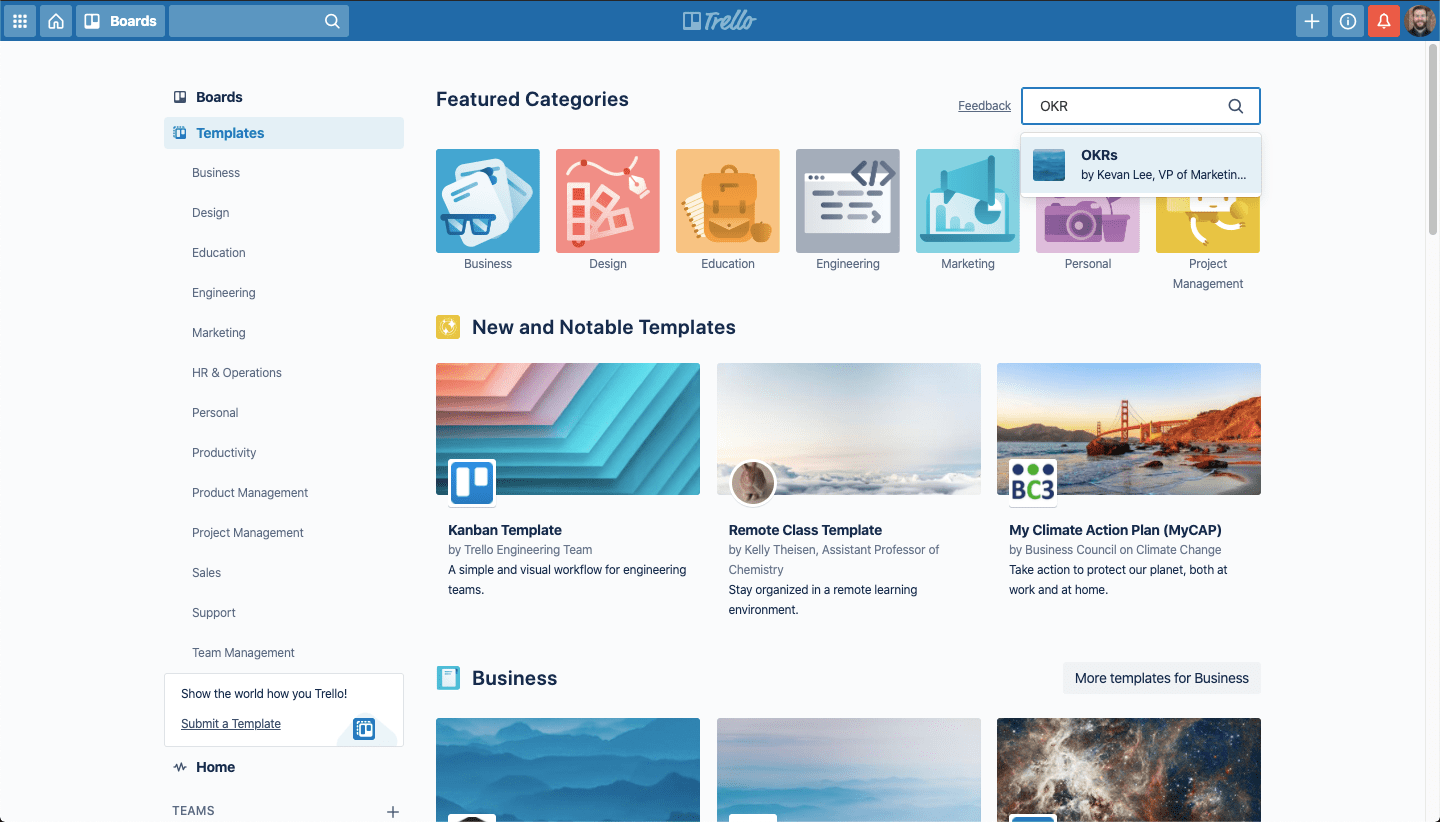 Boards
Trello
Boards
Templates
Business
Design
Education
Engineering
Marketing
HR & Operations
Personal
Productivity
Product Management
Project Management
Sales
Support
Team Management
Show the world how you Trello!
Submit a Template
Home
TEAMS
Featured Categories
Feedback
OKR
OKRs
by Kevan Lee, VP of Marketin...
Business
Design
Education
Engineering
Marketing
Personal
Project
Management
New and Notable Templates
Kanban Template
by Trello Engineering Team
A simple and visual workflow for engineering
teams.
Remote Class Template
by Kelly Theisen, Assistant Professor of
Chemistry
Stay organized in a remote learning
environment.
BC3
My Climate Action Plan (MyCAP)
by Business Council on Climate Change
Take action to protect our planet, both at
work and at home.
Business
More templates for Business